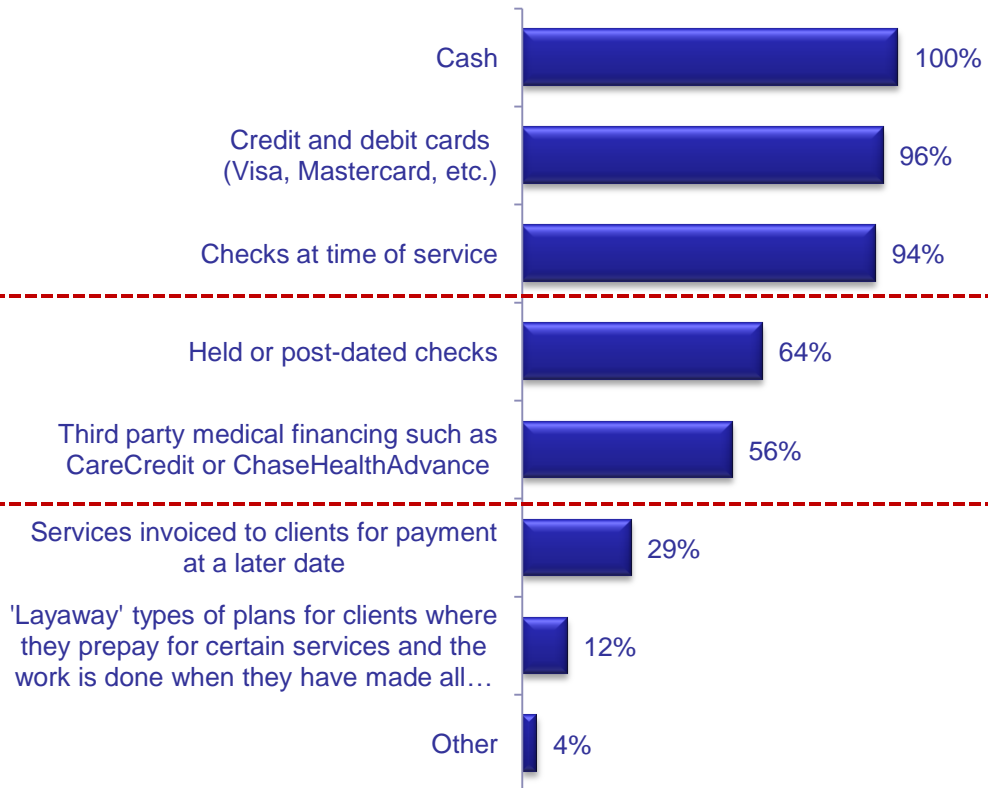 Cash
100%
Credit and debit cards
(Visa, Mastercard, etc.)
96%
Checks at time of service
94%
Held or post-dated checks
64%
Third party medical financing such as
CareCredit or ChaseHealthAdvance
56%
Services invoiced to clients for payment
at a later date
29%
'Layaway' types of plans for clients where
they prepay for certain services and the
work is done when they have made all…
12%
Other
4%